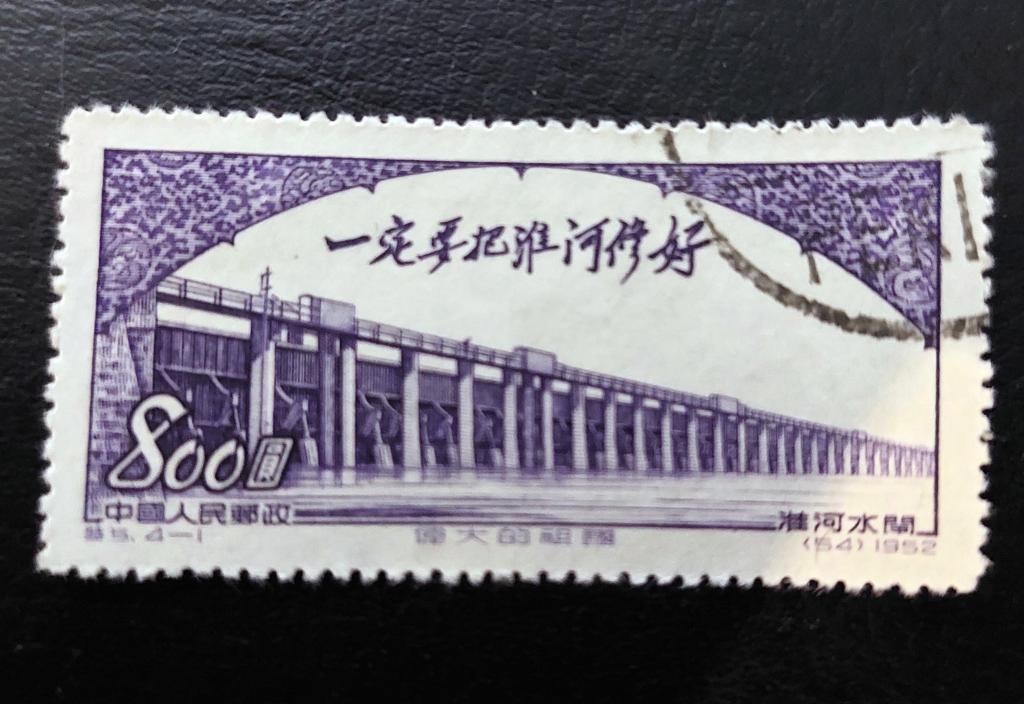 一定要把淮河修好
800圓
中國人民郵政
淮河水閘
特5. 4—1
偉大的祖國
(54) 1952